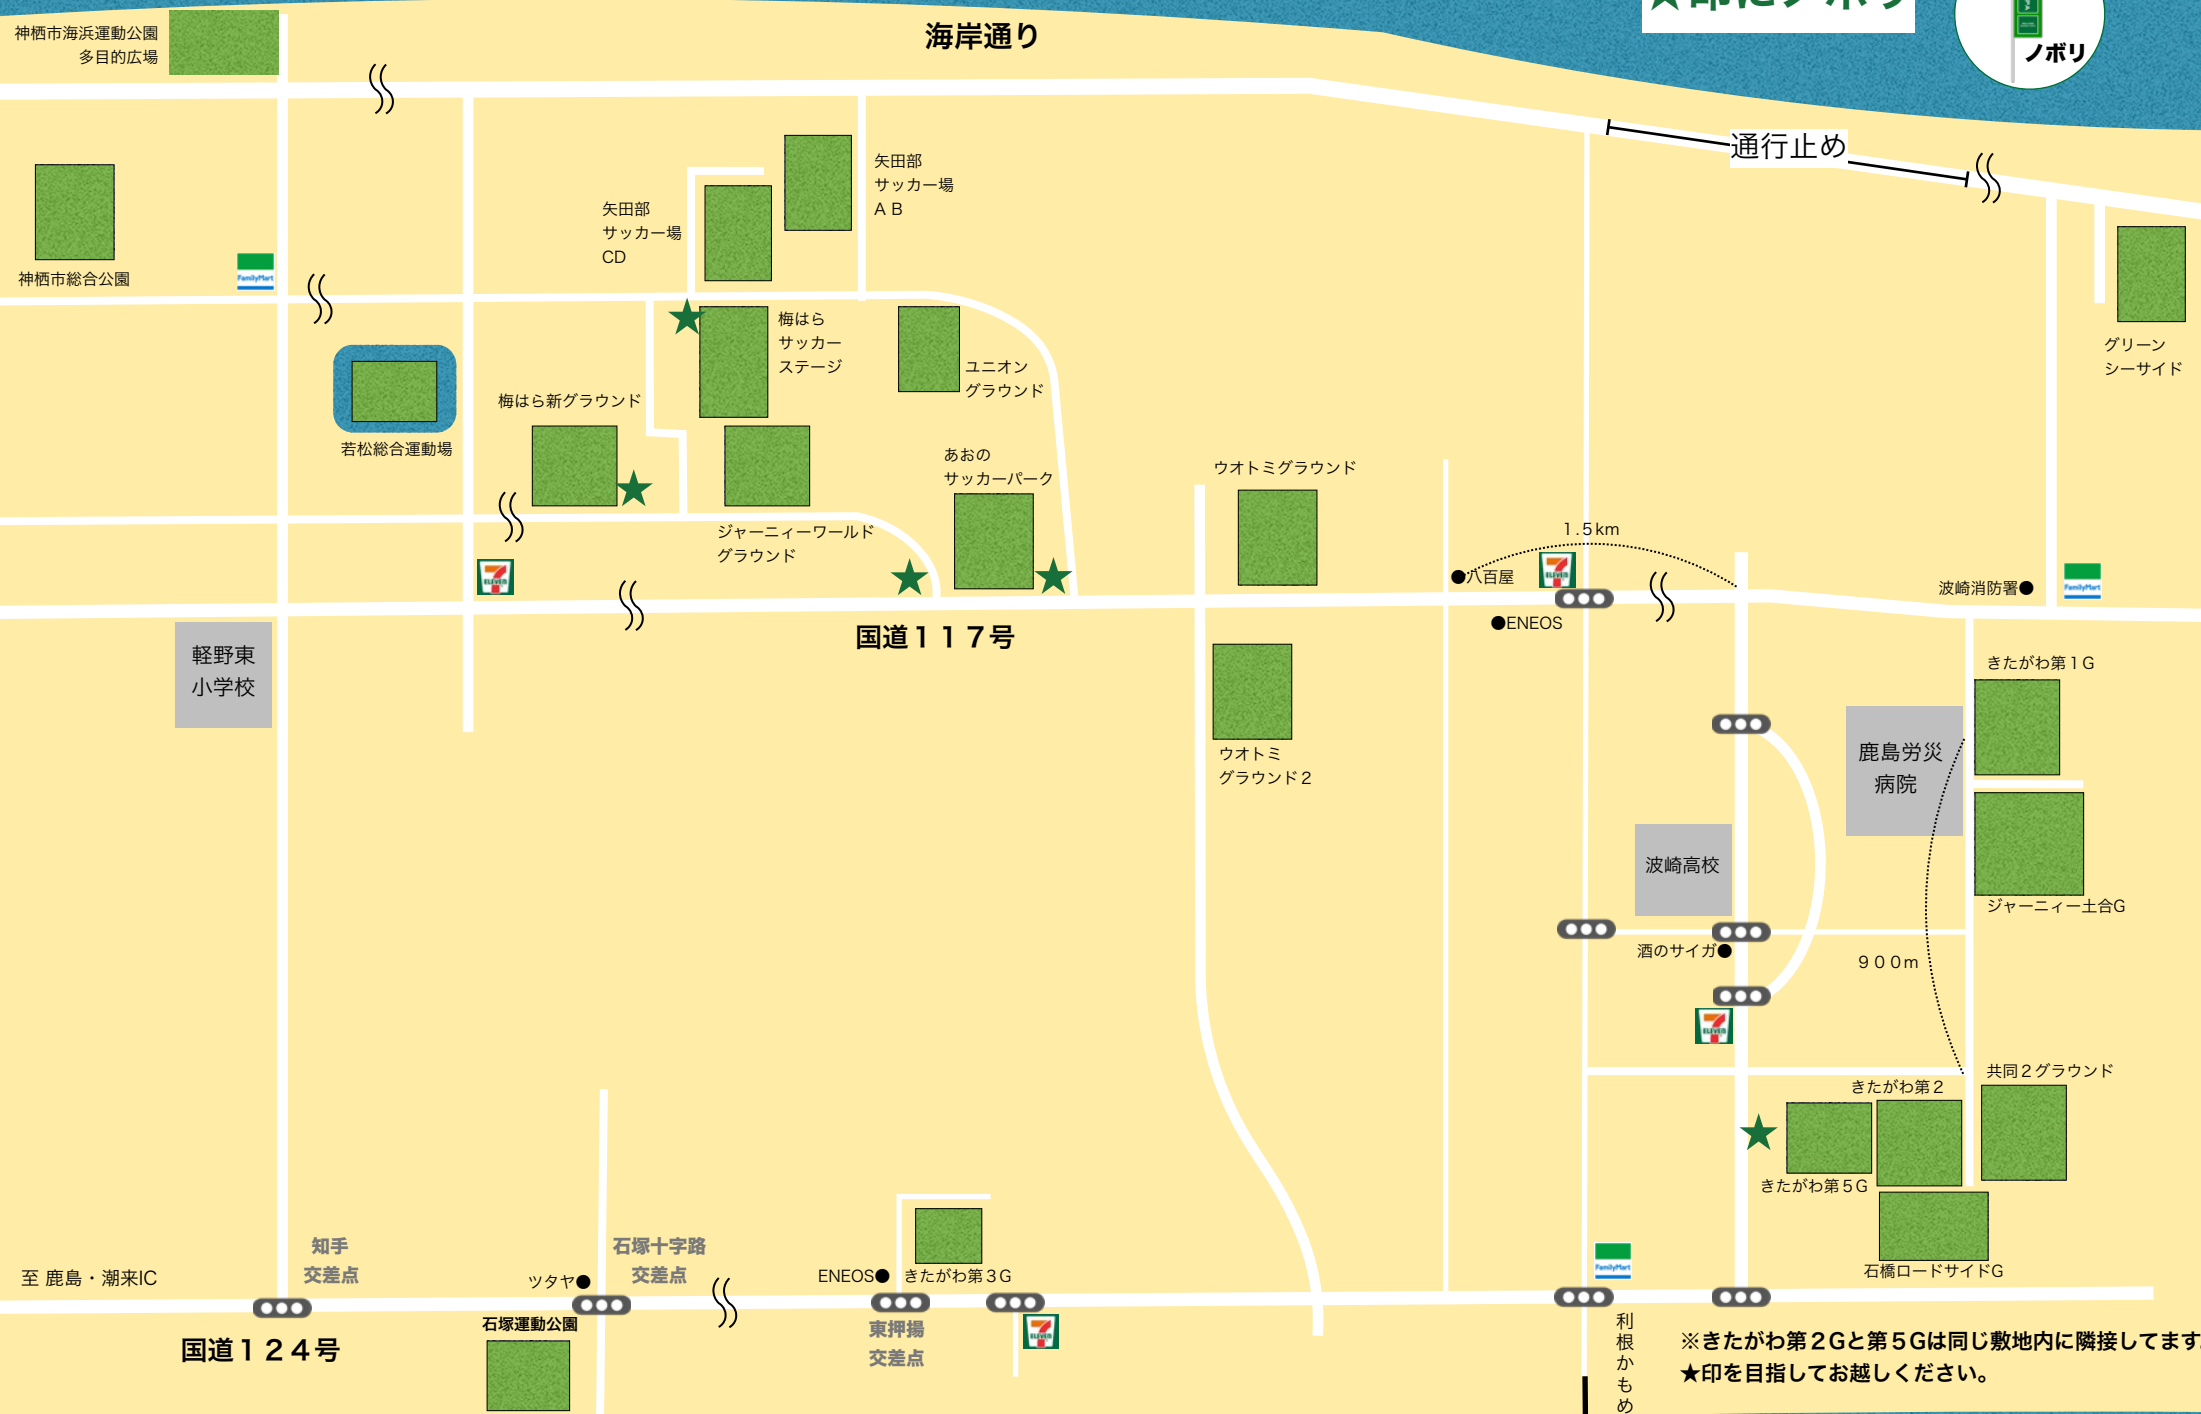 ★印にノボリ
ノボリ
神栖市海浜運動公園
多目的広場
海岸通り
通行止め
矢田部
サッカー場
A B
矢田部
サッカー場
CD
神栖市総合公園
FamilyMart
グリーン
シーサイド
梅はら
サッカー
ステージ
ユニオン
グラウンド
梅はら新グラウンド
若松総合運動場
あおの
サッカーパーク
ウオトミグラウンド
ジャーニィーワールド
グラウンド
1.5km
八百屋
7
ELEVEN
7
ELEVEN
波崎消防署
FamilyMart
ENEOS
国道117号
軽野東
小学校
きたがわ第1G
鹿島労災
病院
ウオトミ
グラウンド2
波崎高校
ジャーニィー土合G
酒のサイガ
900m
7
ELEVEN
共同2グラウンド
きたがわ第2
きたがわ第5G
石橋ロードサイドG
知手
交差点
石塚十字路
交差点
至 鹿島・潮来IC
ツタヤ
ENEOS
きたがわ第3G
FamilyMart
石塚運動公園
東押揚
交差点
7
ELEVEN
国道124号
利根かもめ
※きたがわ第2Gと第5Gは同じ敷地内に隣接してます。
★印を目指してお越しください。